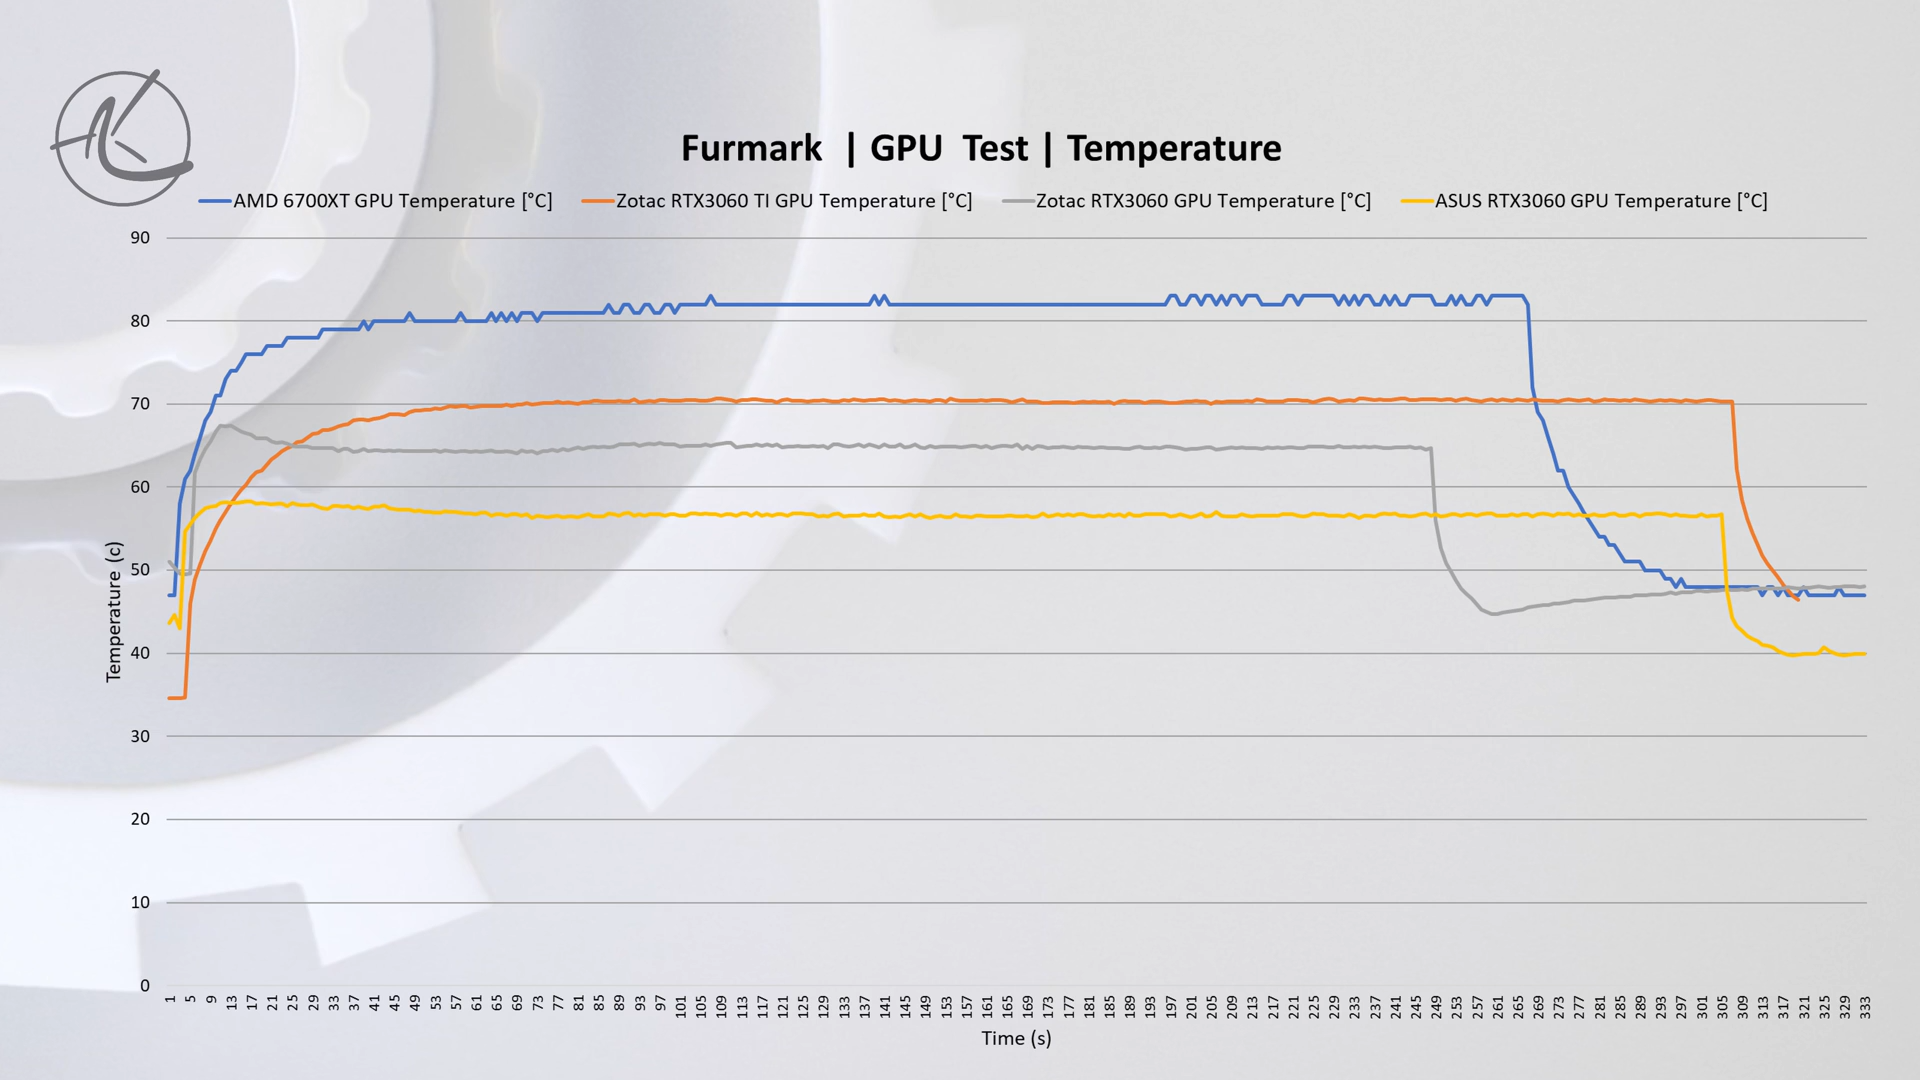 Furmark | GPU Test | Temperature
AMD 6700XT GPU Temperature [°C] Zotac RTX3060 TI GPU Temperature [°C] Zotac RTX3060 GPU Temperature [°C] ASUS RTX3060 GPU Temperature [°C]
90
80
70
60
50
40
30
20
10
0
Temperature (c)
1 5 9 13 17 21 25 29 33 37 41 45 49 53 57 61 65 69 73 77 81 85 89 93 97 101 105 109 113 117 121 125 129 133 137 141 145 149 153 157 161 165 169 173 177 181 185 189 193 197 201 205 209 213 217 221 225 229 233 237 241 245 249 253 257 261 265 269 273 277 281 285 289 293 297 301 305 309 313 317 321 325 329 333
Time (s)